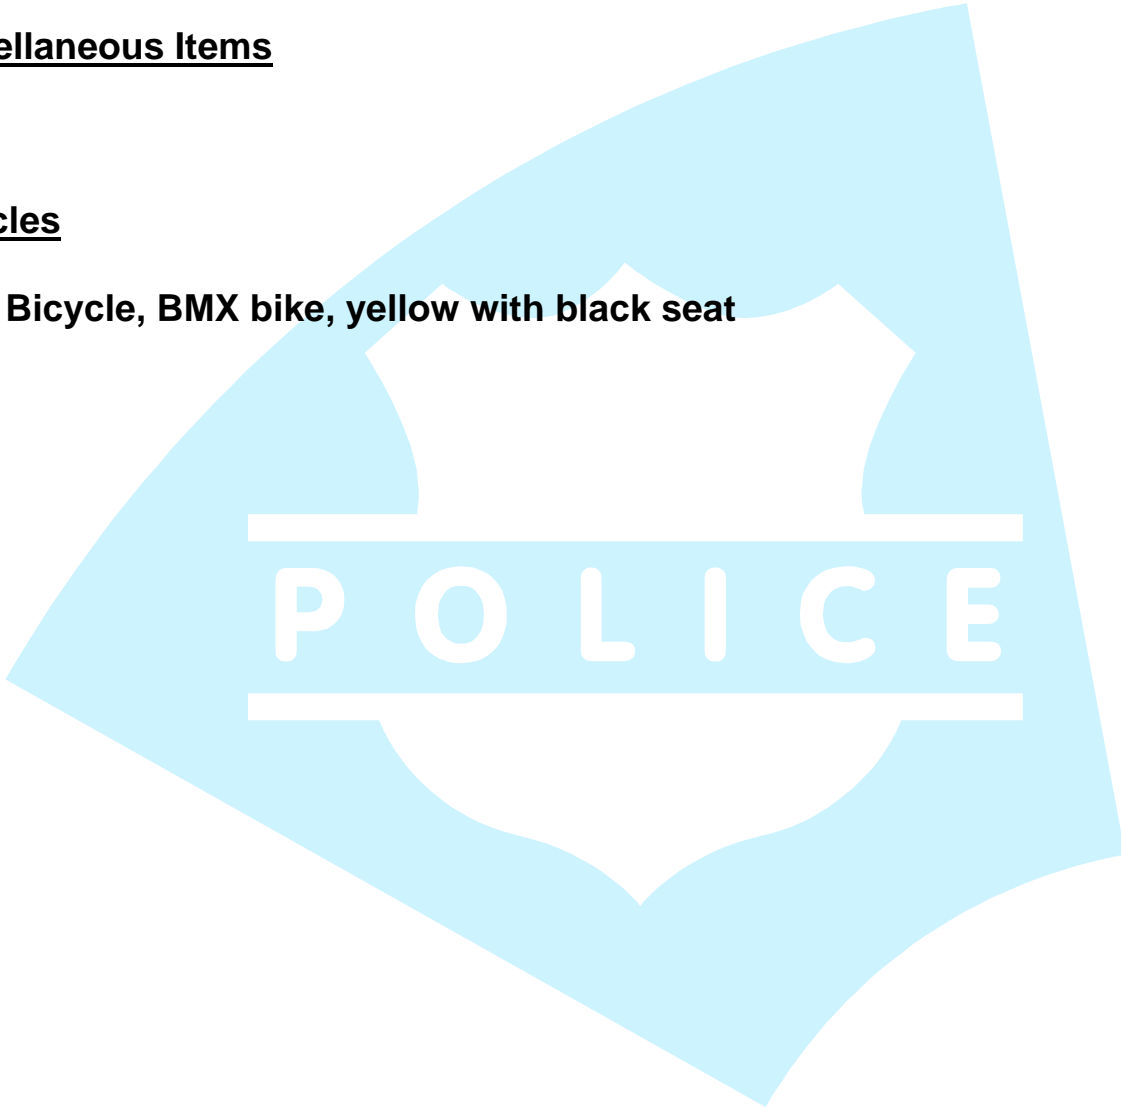 ellaneous Items
cles
Bicycle, BMX bike, yellow with black seat
POLICE